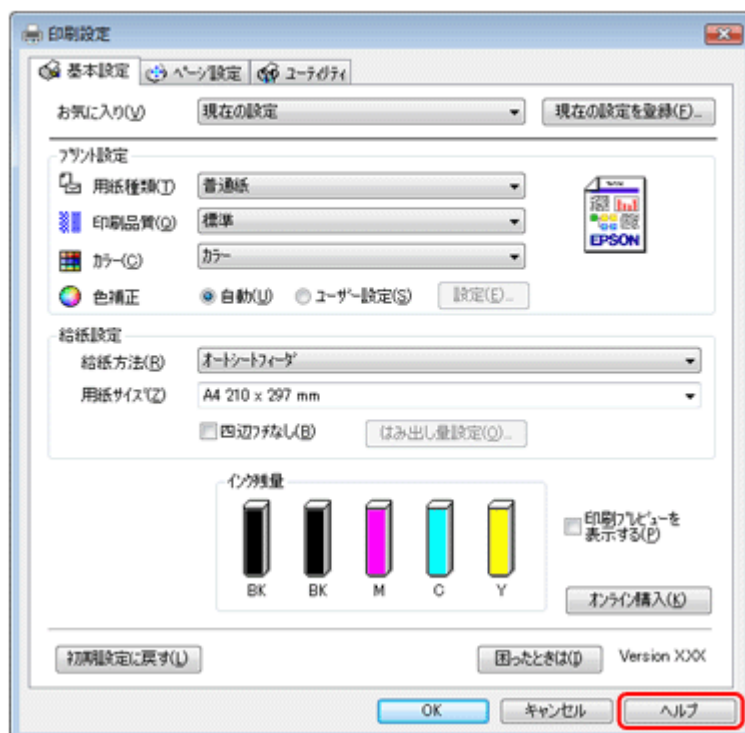 印刷設定
基本設定 ページ設定 ユーティリティ
お気に入り(V) 現在の設定 現在の設定を登録(F)...
プリント設定
用紙種類(T) 普通紙
印刷品質(Q) 標準
カラー(C) カラー
EPSON
色補正 自動(U) ユーザー設定(S) 設定(E)...
給紙設定
給紙方法(R) オートシートフィーダ
用紙サイズ(Z) A4 210 x 297 mm
四辺フチなし(B) はみ出し量設定(O)...
インク残量
BK BK M C Y
印刷プレビューを
表示する(P)
オンライン購入(K)
初期設定に戻す(L) 困ったときは(I) Version XXX
OK キャンセル ヘルプ